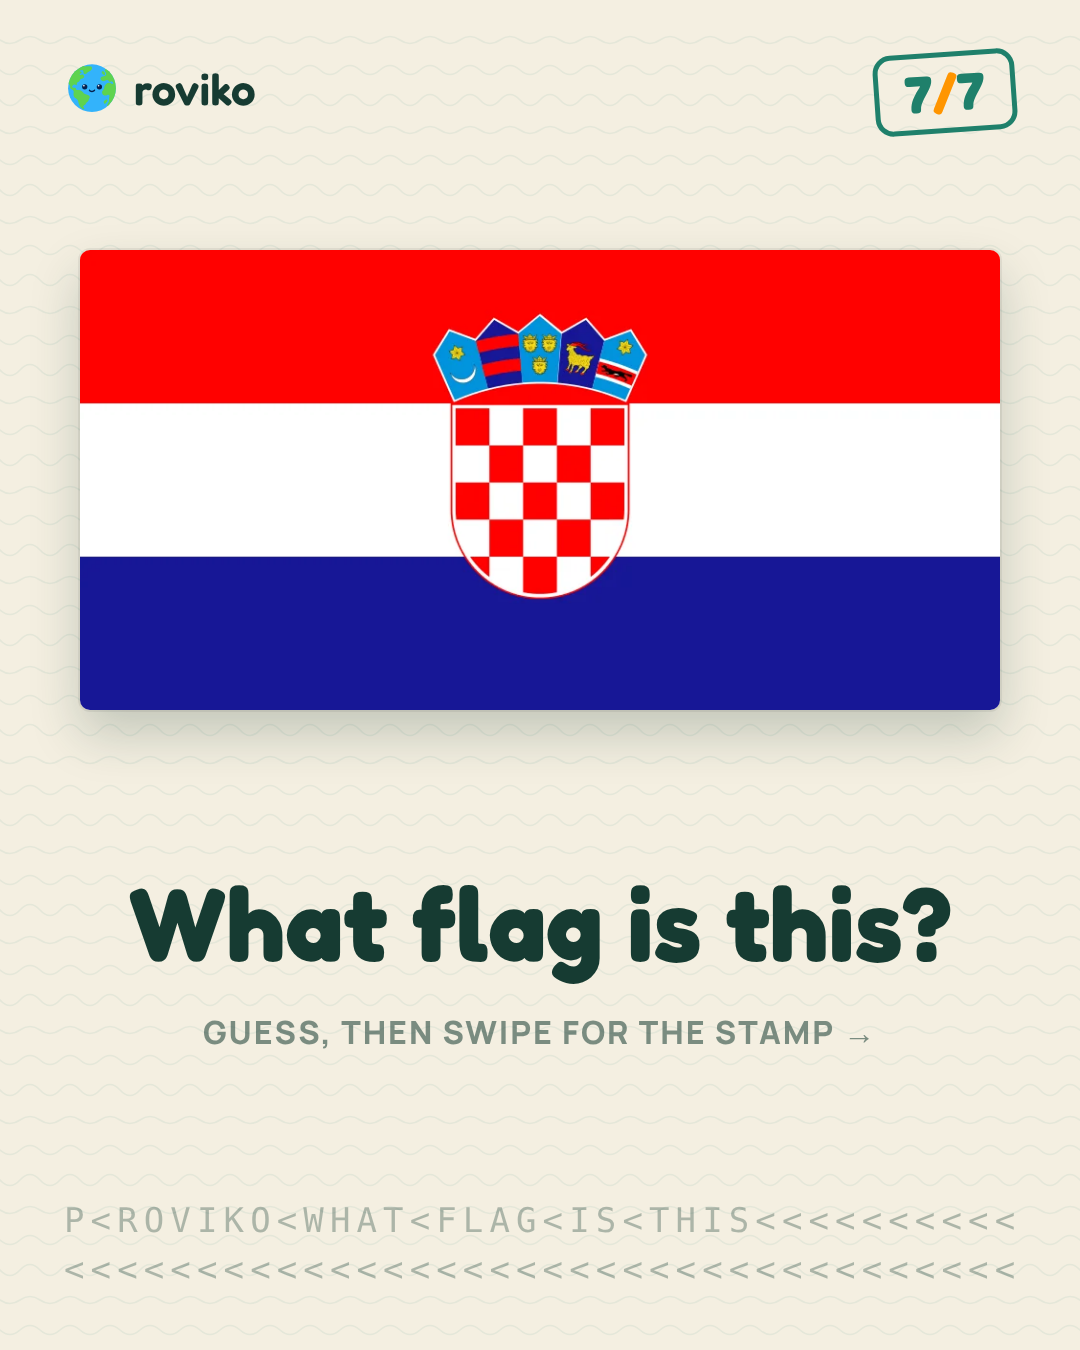 roviko
7/7
What flag is this?
GUESS, THEN SWIPE FOR THE STAMP →
P<ROVIKO<WHAT<FLAG<IS<THIS<<<<<<<<<<
<<<<<<<<<<<<<<<<<<<<<<<<<<<<<<<<<<<<